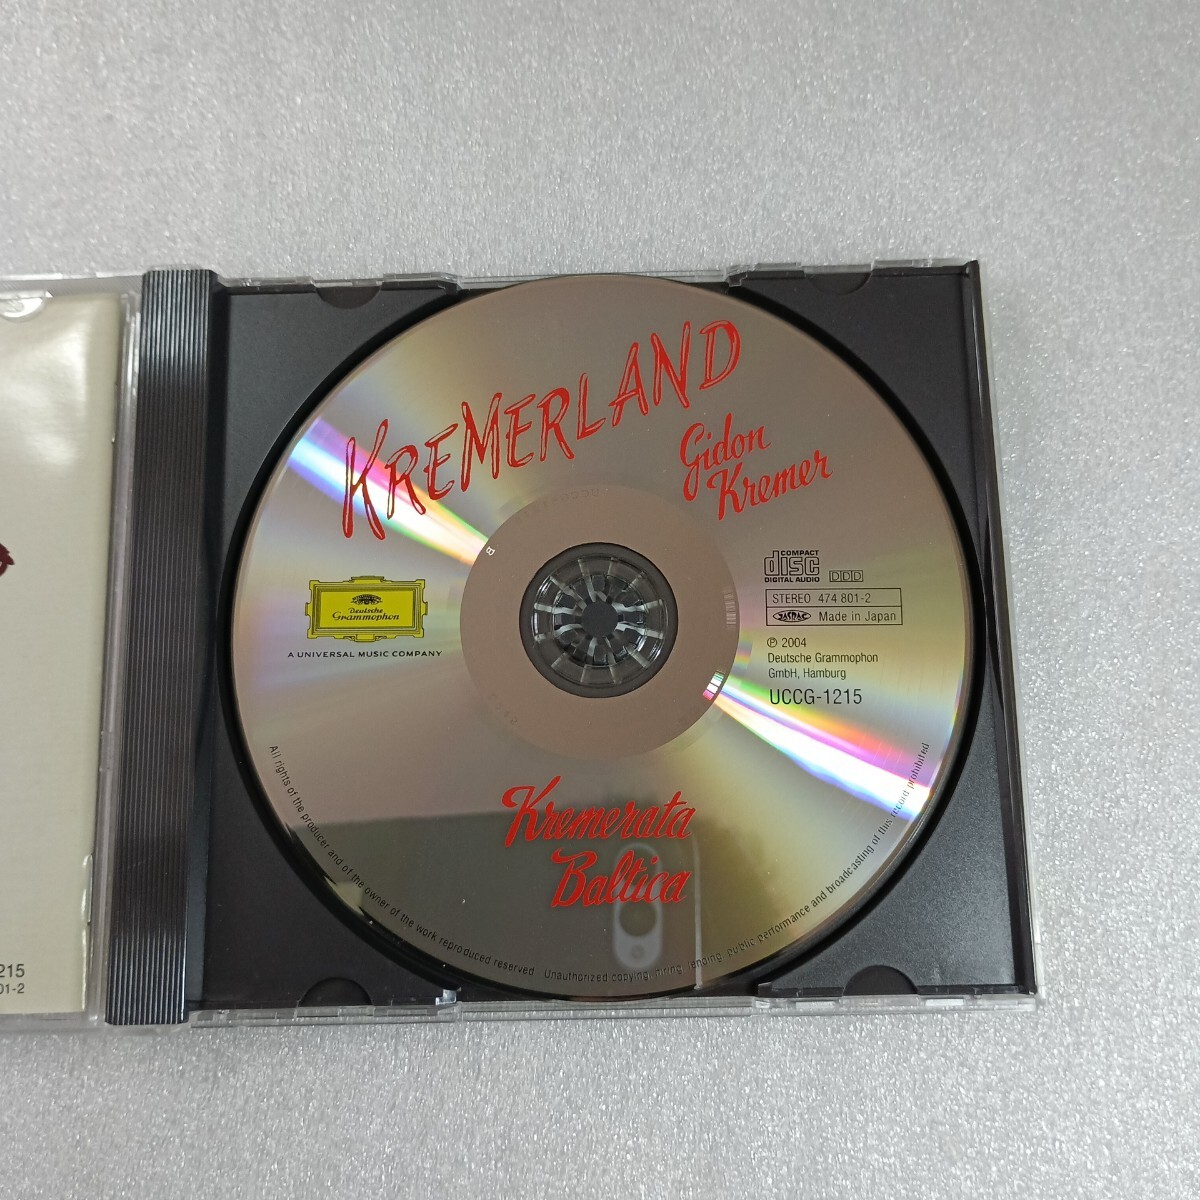 KREMERLAND
Gidon
Kremer
Deutsche
Grammophon
A UNIVERSAL MUSIC COMPANY
COMPACT
disc
DIGITAL AUDIO
DDD
STEREO 474 801-2
JASRAC
Made in Japan
℗ 2004
Deutsche Grammophon
GmbH, Hamburg
UCCG-1215
Kremerata
Baltica
All rights of the producer and of the owner of the work reproduced reserved. Unauthorized copying, hiring, lending, public performance and broadcasting of this record prohibited
215
01-2